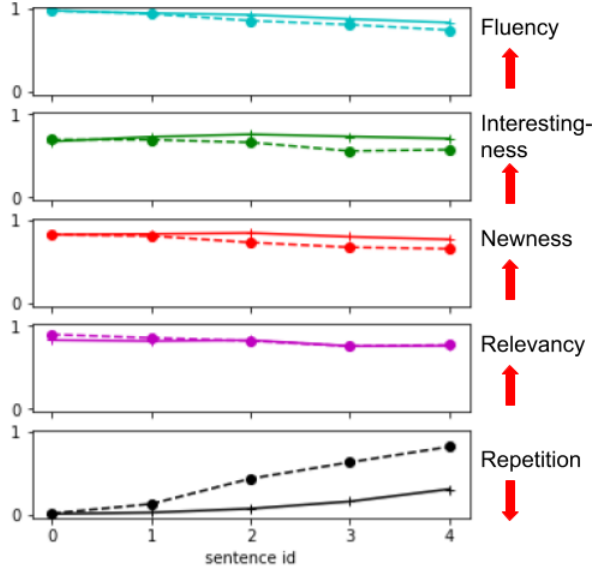 1
0
Fluency
1
0
Interesting-
ness
1
0
Newness
1
0
Relevancy
1
0
Repetition
0 1 2 3 4
sentence id